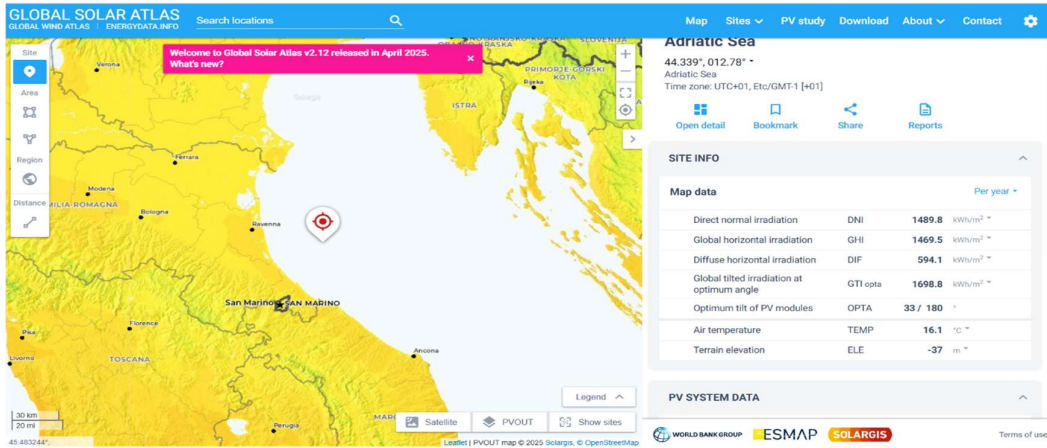 GLOBAL SOLAR ATLAS
GLOBAL WIND ATLAS | ENERGYDATA.INFO
Search locations
Map
Sites
PV study
Download
About
Contact
Site
Area
Region
Distance
Welcome to Global Solar Atlas v2.12 released in April 2025.
What's new?
×
SLOVENIJA
PRIMORJE-GORSKI
KOTA
Rijeka
ISTRA
Verona
Ferrara
Modena
EMILIA-ROMAGNA
Bologna
Ravenna
San Marino
SAN MARINO
Florence
Pisa
Livorno
TOSCANA
Ancona
Perugia
MAR
30 km
20 mi
45.483244°,
Legend
Satellite
PVOUT
Show sites
Leaflet | PVOUT map © 2025 Solargis, © OpenStreetMap
Adriatic Sea
44.339°, 012.78°
Adriatic Sea
Time zone: UTC+01, Etc/GMT-1 [+01]
Open detail
Bookmark
Share
Reports
SITE INFO
Map data Per year
Direct normal irradiation DNI 1489.8 kWh/m²
Global horizontal irradiation GHI 1469.5 kWh/m²
Diffuse horizontal irradiation DIF 594.1 kWh/m²
Global tilted irradiation at
optimum angle GTI opta 1698.8 kWh/m²
Optimum tilt of PV modules OPTA 33 / 180 °
Air temperature TEMP 16.1 °C
Terrain elevation ELE -37 m
PV SYSTEM DATA
WORLD BANK GROUP
ESMAP
SOLARGIS
Terms of use